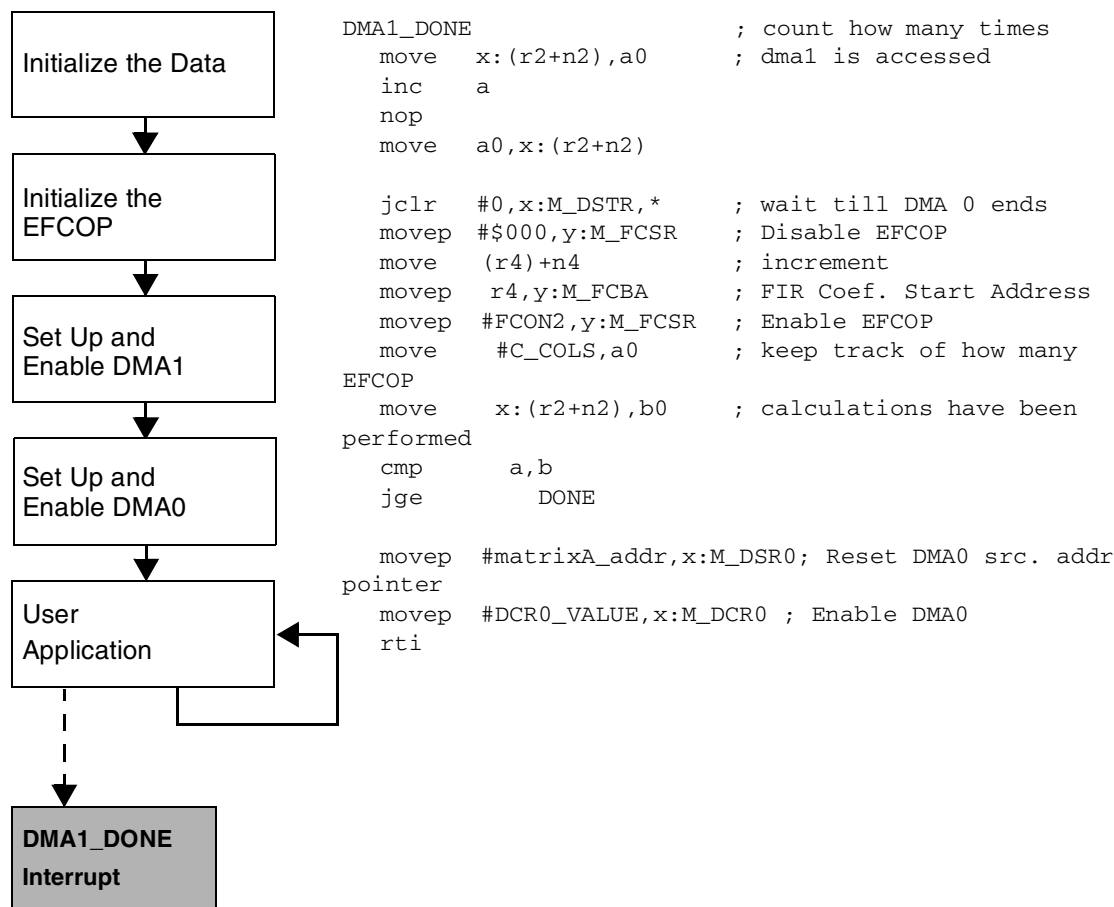 Initialize the Data
Initialize the
EFCOP
Set Up and
Enable DMA1
Set Up and
Enable DMA0
User
Application
DMA1_DONE
Interrupt
DMA1_DONE ; count how many times
move x:(r2+n2),a0 ; dma1 is accessed
inc a
nop
move a0,x:(r2+n2)
jclr #0,x:M_DSTR,* ; wait till DMA 0 ends
movep #$000,y:M_FCSR ; Disable EFCOP
move (r4)+n4 ; increment
movep r4,y:M_FCBA ; FIR Coef. Start Address
movep #FCON2,y:M_FCSR ; Enable EFCOP
move #C_COLS,a0 ; keep track of how many
EFCOP
move x:(r2+n2),b0 ; calculations have been
performed
cmp a,b
jge DONE
movep #matrixA_addr,x:M_DSR0; Reset DMA0 src. addr
pointer
movep #DCR0_VALUE,x:M_DCR0 ; Enable DMA0
rti